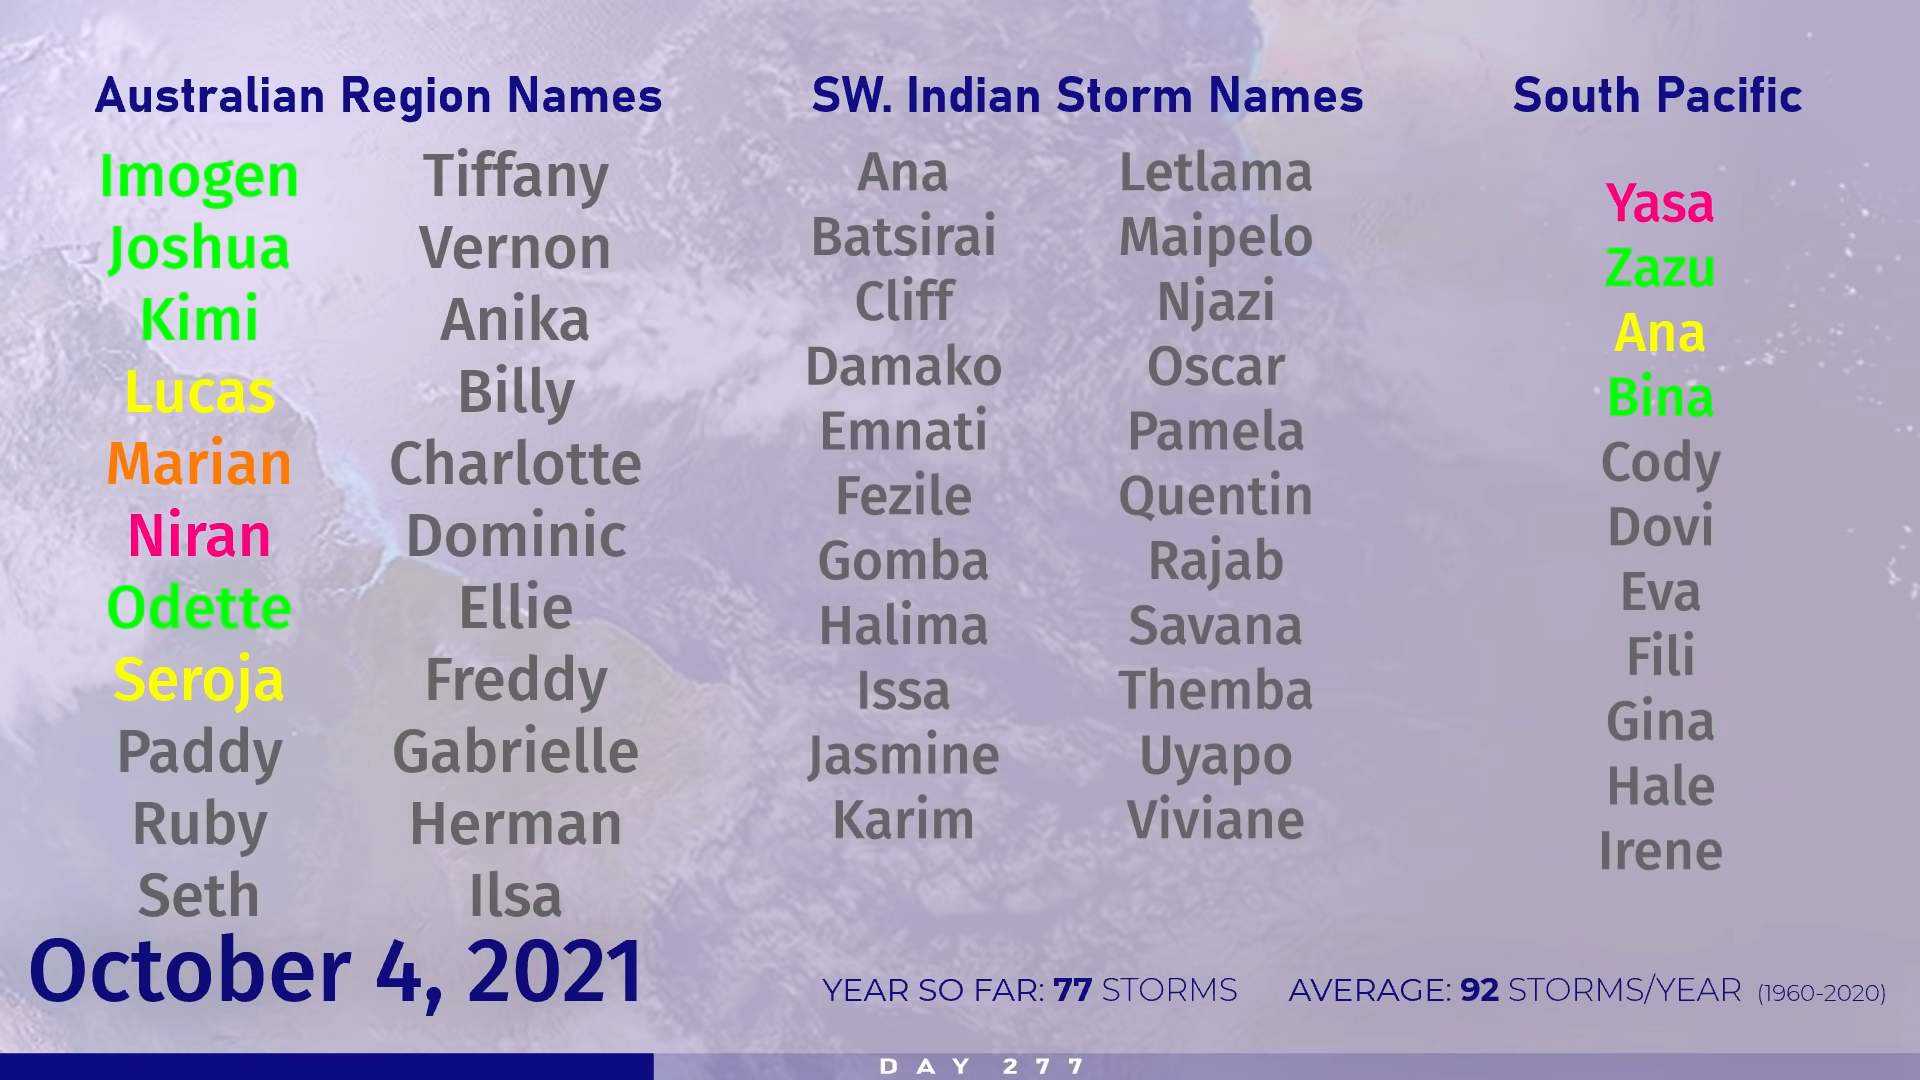 Australian Region Names
Imogen
Joshua
Kimi
Lucas
Marian
Niran
Odette
Seroja
Paddy
Ruby
Seth
Tiffany
Vernon
Anika
Billy
Charlotte
Dominic
Ellie
Freddy
Gabrielle
Herman
Ilsa
SW. Indian Storm Names
Ana
Batsirai
Cliff
Damako
Emnati
Fezile
Gomba
Halima
Issa
Jasmine
Karim
Letlama
Maipelo
Njazi
Oscar
Pamela
Quentin
Rajab
Savana
Themba
Uyapo
Viviane
South Pacific
Yasa
Zazu
Ana
Bina
Cody
Dovi
Eva
Fili
Gina
Hale
Irene
October 4, 2021
YEAR SO FAR: 77 STORMS
AVERAGE: 92 STORMS/YEAR (1960-2020)
DAY 277